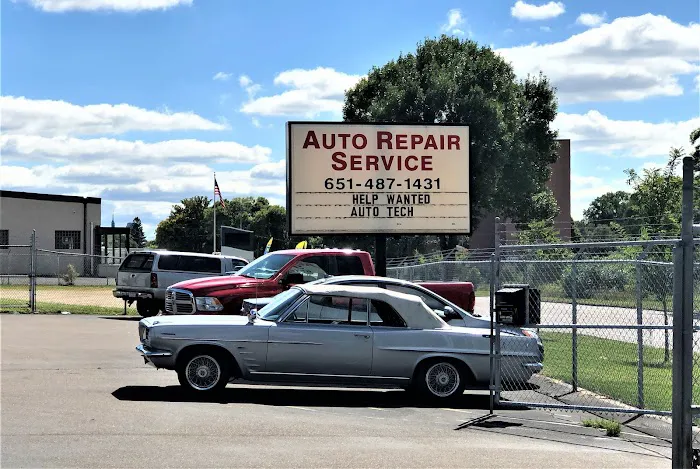 AUTO REPAIR
SERVICE
651-487-1431
HELP WANTED
AUTO TECH